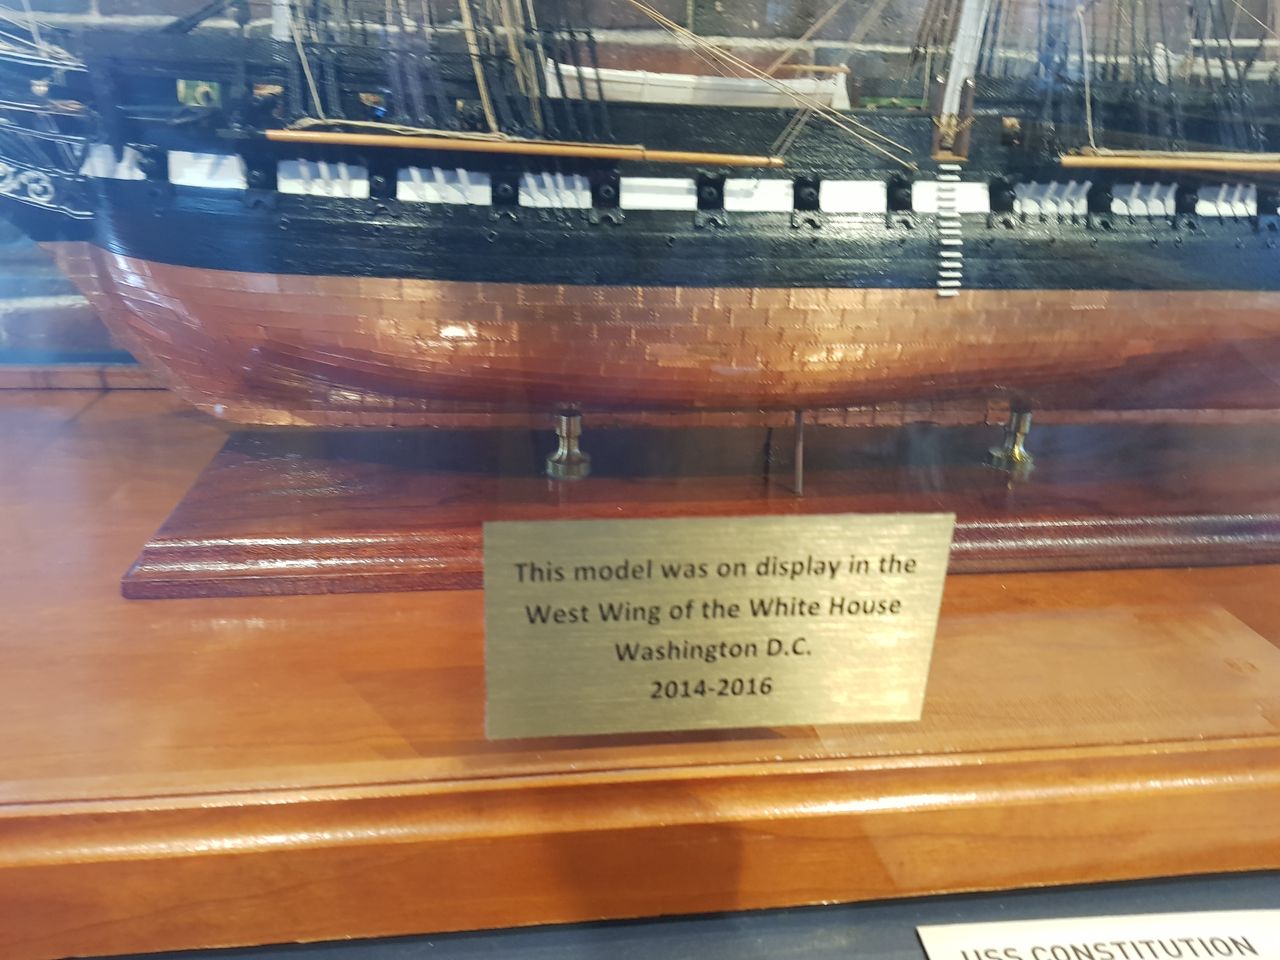 This model was on display in the
West Wing of the White House
Washington D.C.
2014-2016
USS CONSTITUTION